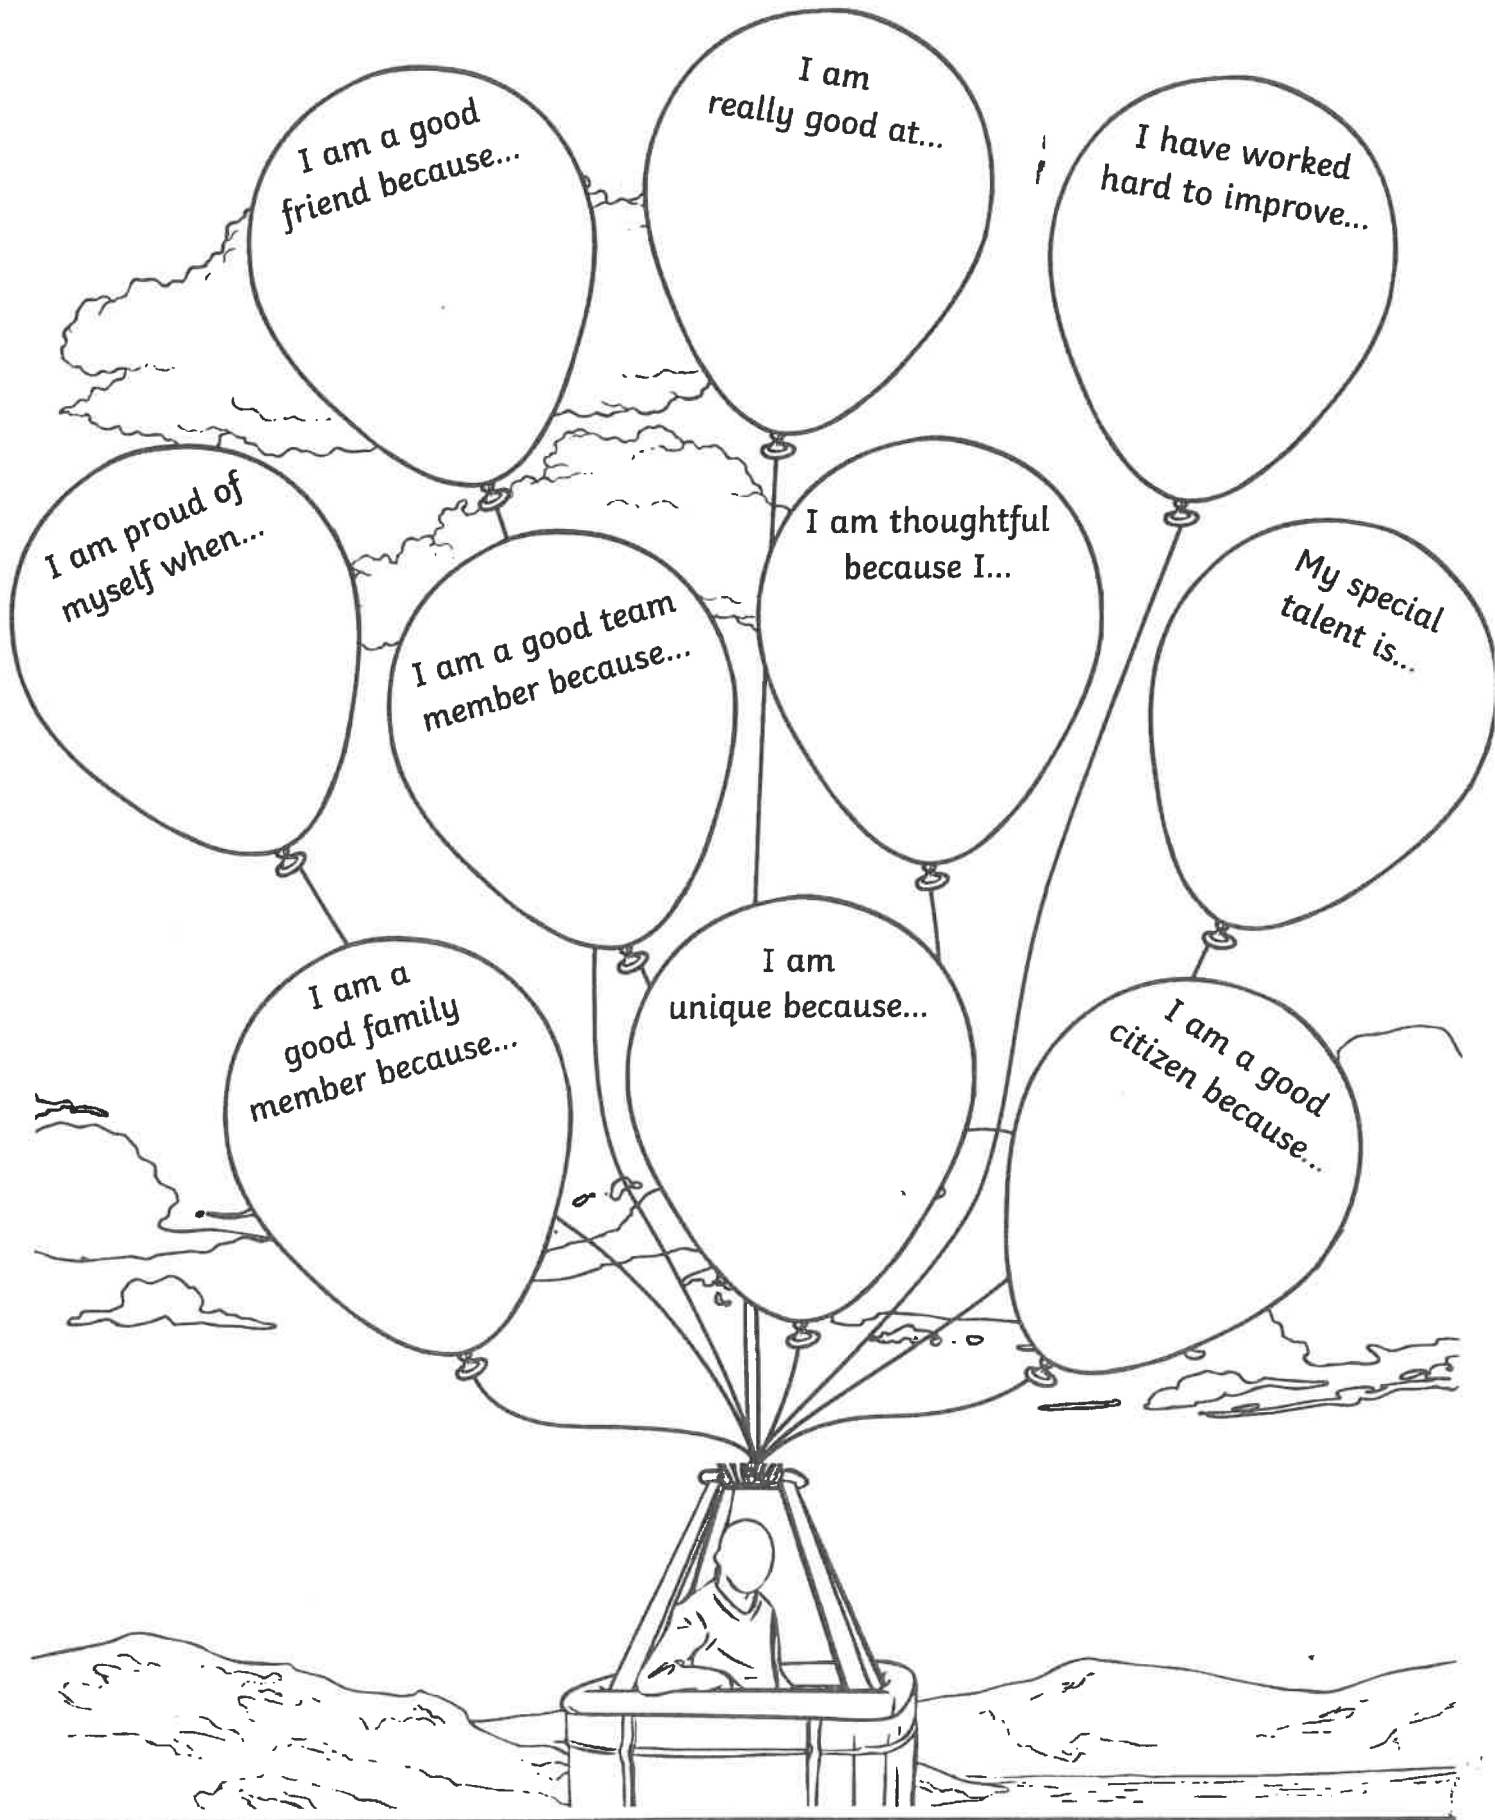 I am a good
friend because...
I am
really good at...
I have worked
hard to improve...
I am proud of
myself when...
I am a good team
member because...
I am thoughtful
because I...
My special
talent is...
I am a
good family
member because...
I am
unique because...
I am a good
citizen because...